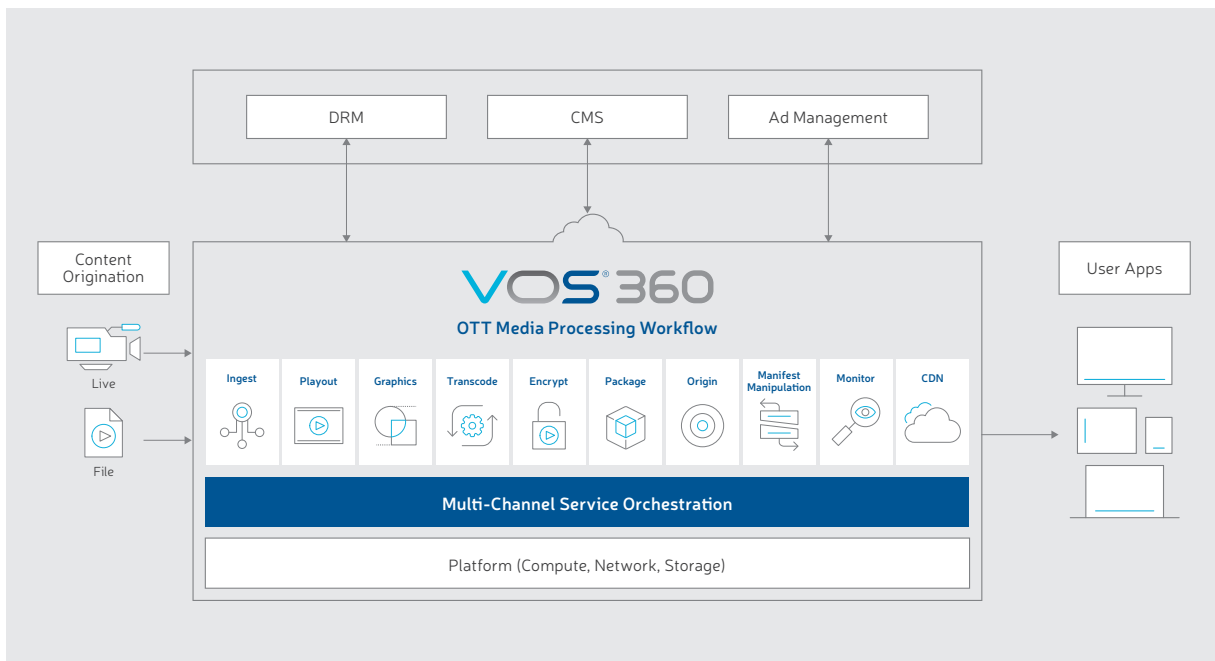 DRM
CMS
Ad Management
Content
Origination
Live
File
VOS® 360
OTT Media Processing Workflow
Ingest
Playout
Graphics
Transcode
Encrypt
Package
Origin
Manifest
Manipulation
Monitor
CDN
Multi-Channel Service Orchestration
Platform (Compute, Network, Storage)
User Apps